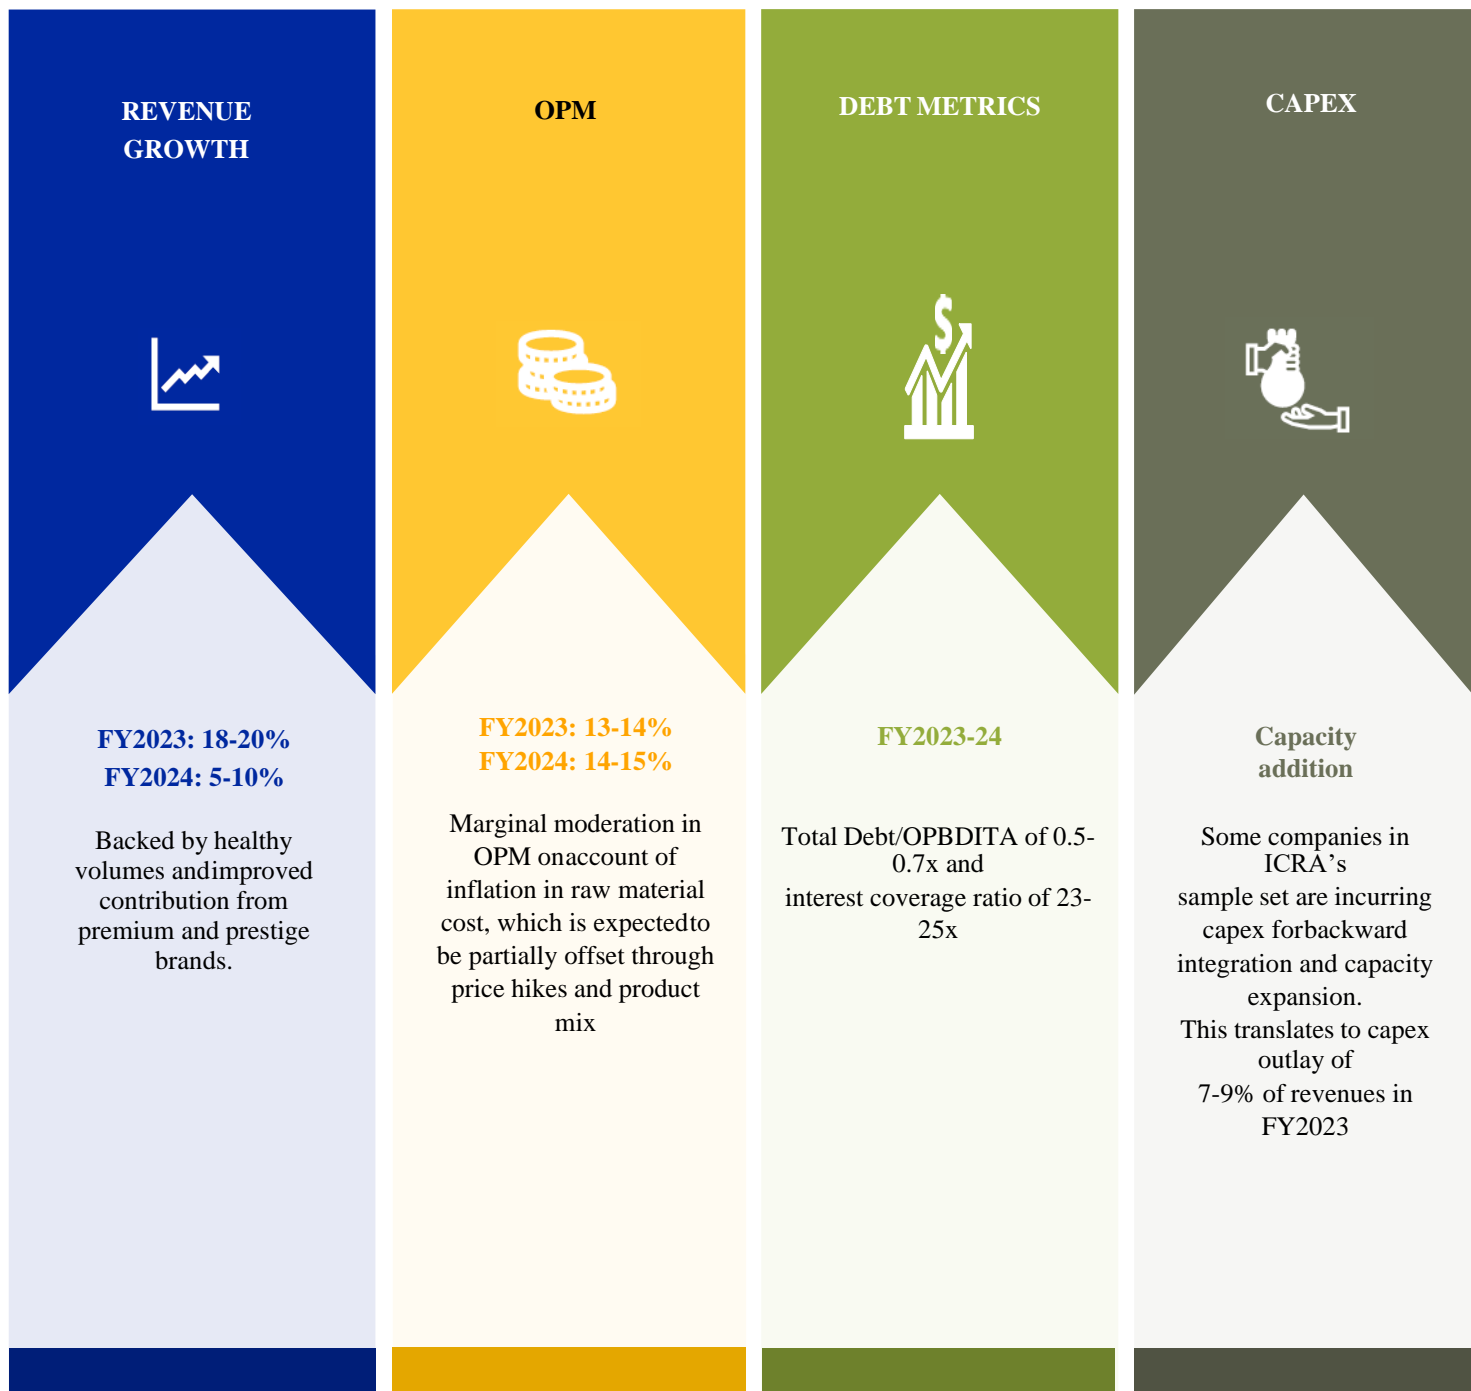 REVENUE
GROWTH
FY2023: 18-20%
FY2024: 5-10%
Backed by healthy
volumes andimproved
contribution from
premium and prestige
brands.
OPM
FY2023: 13-14%
FY2024: 14-15%
Marginal moderation in
OPM onaccount of
inflation in raw material
cost, which is expectedto
be partially offset through
price hikes and product
mix
DEBT METRICS
$
FY2023-24
Total Debt/OPBDITA of 0.5-
0.7x and
interest coverage ratio of 23-
25x
CAPEX
Capacity
addition
Some companies in
ICRA’s
sample set are incurring
capex forbackward
integration and capacity
expansion.
This translates to capex
outlay of
7-9% of revenues in
FY2023